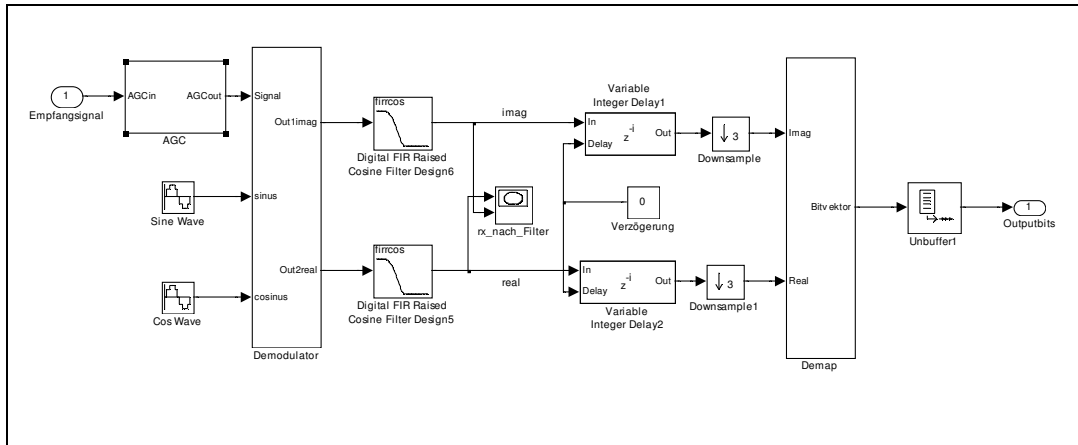 1
Empfangsignal
AGCin
AGCout
AGC
Sine Wave
Cos Wave
Signal
sinus
cosinus
Out1imag
Out2real
Demodulator
firrcos
Digital FIR Raised
Cosine Filter Design6
firrcos
Digital FIR Raised
Cosine Filter Design5
imag
real
rx_nach_Filter
Variable
Integer Delay1
In
Delay
z
-i
Out
0
Verzögerung
In
Delay
z
-i
Out
Variable
Integer Delay2
3
Downsample
3
Downsample1
Imag
Real
Bitvektor
Demap
Unbuffer1
1
Outputbits